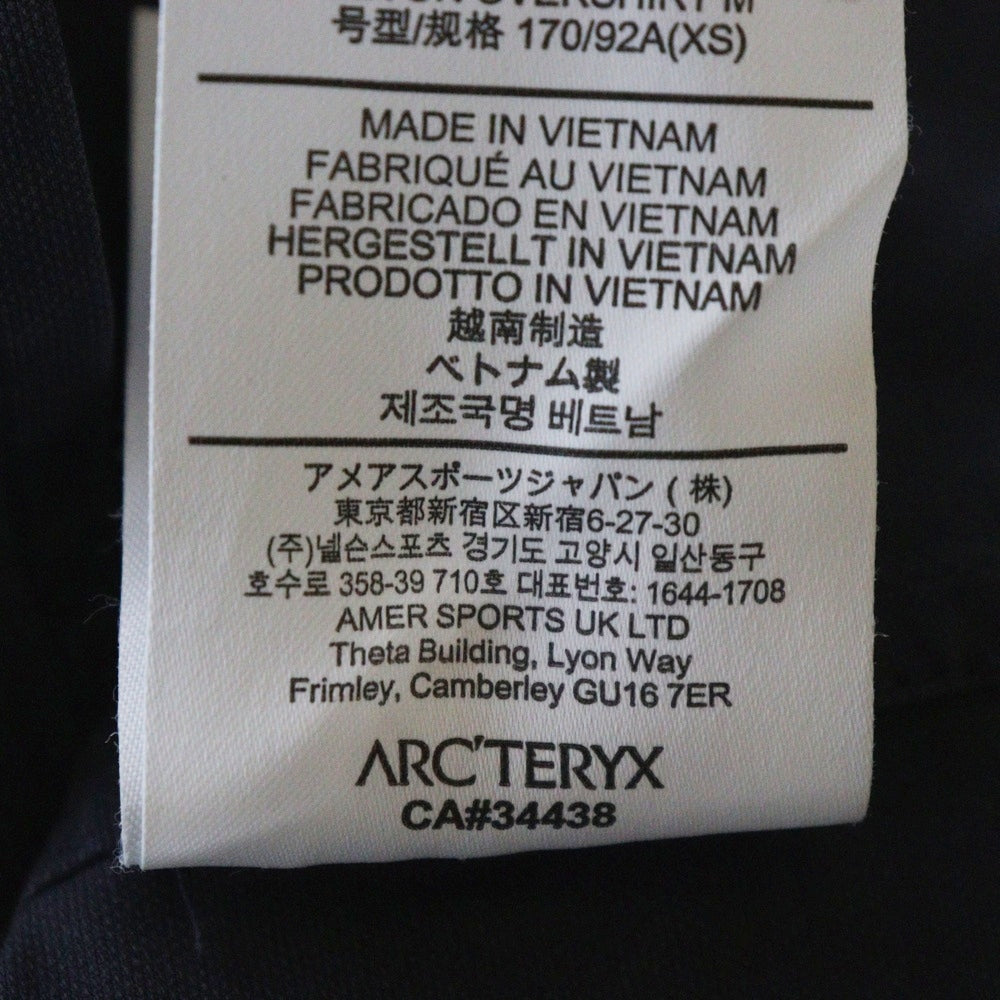 OVERSHIRT M
号型/规格 170/92A(XS)
MADE IN VIETNAM
FABRIQUÉ AU VIETNAM
FABRICADO EN VIETNAM
HERGESTELLT IN VIETNAM
PRODOTTO IN VIETNAM
越南制造
ベトナム製
제조국명 베트남
アメアスポーツジャパン ( 株)
東京都新宿区新宿6-27-30
(주)넬슨스포츠 경기도 고양시 일산동구
호수로 358-39 710호 대표번호: 1644-1708
AMER SPORTS UK LTD
Theta Building, Lyon Way
Frimley, Camberley GU16 7ER
ARC'TERYX
CA#34438